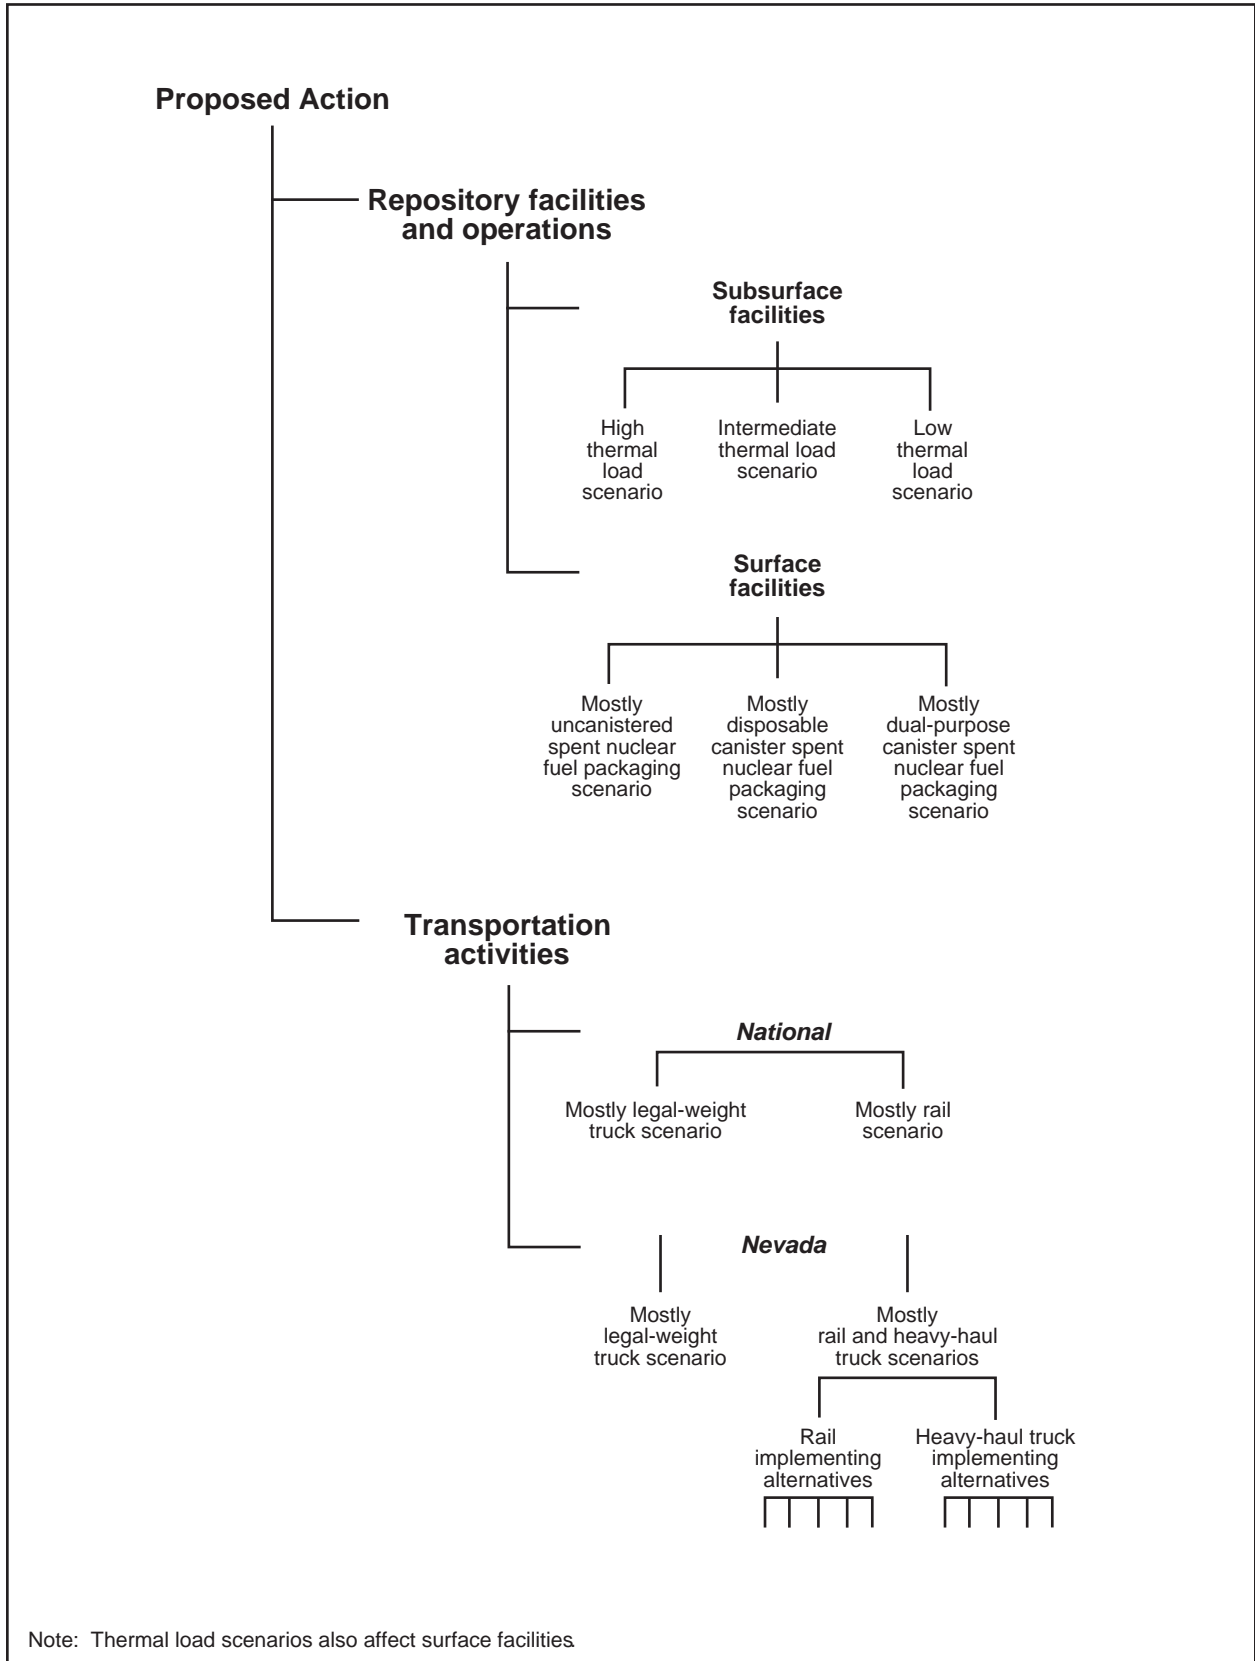 Proposed Action
Repository facilities
and operations
Subsurface
facilities
High
thermal
load
scenario
Intermediate
thermal load
scenario
Low
thermal
load
scenario
Surface
facilities
Mostly
uncanistered
spent nuclear
fuel packaging
scenario
Mostly
disposable
canister spent
nuclear fuel
packaging
scenario
Mostly
dual-purpose
canister spent
nuclear fuel
packaging
scenario
Transportation
activities
National
Mostly legal-weight
truck scenario
Mostly rail
scenario
Nevada
Mostly
legal-weight
truck scenario
Mostly
rail and heavy-haul
truck scenarios
Rail
implementing
alternatives
Heavy-haul truck
implementing
alternatives
Note: Thermal load scenarios also affect surface facilities.